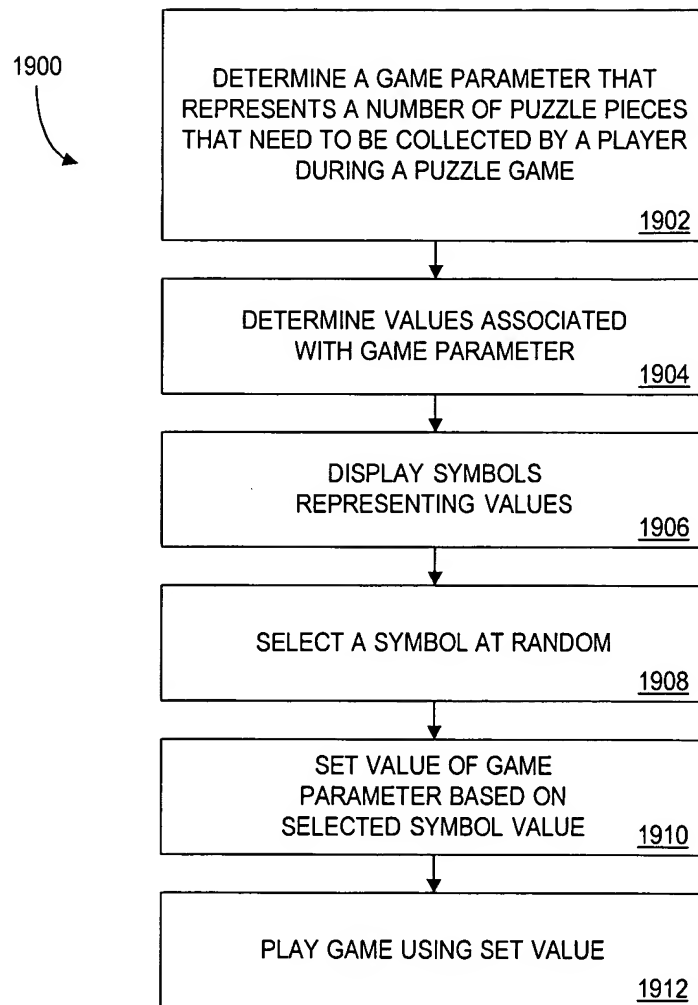 1900
DETERMINE A GAME PARAMETER THAT
REPRESENTS A NUMBER OF PUZZLE PIECES
THAT NEED TO BE COLLECTED BY A PLAYER
DURING A PUZZLE GAME
1902
DETERMINE VALUES ASSOCIATED
WITH GAME PARAMETER
1904
DISPLAY SYMBOLS
REPRESENTING VALUES
1906
SELECT A SYMBOL AT RANDOM
1908
SET VALUE OF GAME
PARAMETER BASED ON
SELECTED SYMBOL VALUE
1910
PLAY GAME USING SET VALUE
1912